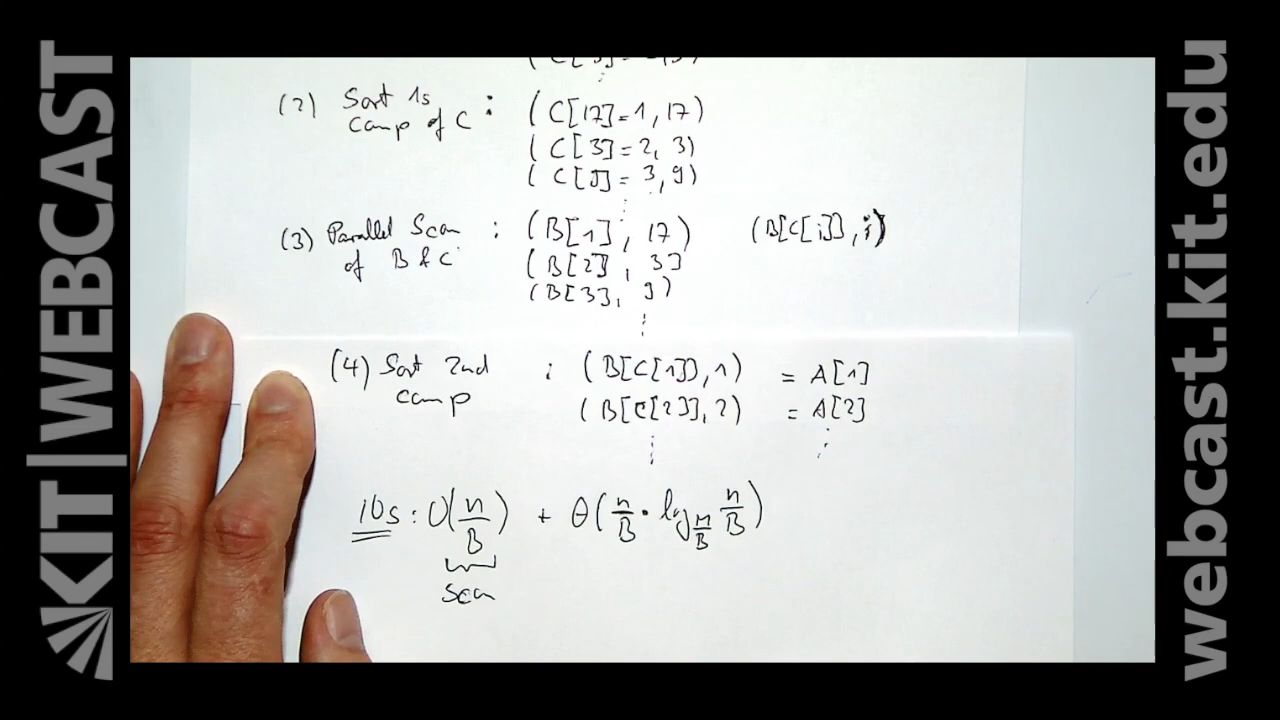 KIT|WEBCAST
(2) Sort 1s : (C[17]=1, 17)
comp of C (C[3]=2, 3)
(C[9]=3, 9)
(3) Parallel Scan : (B[1], 17) (B[C[i]], i)
of B & C (B[2], 3)
(B[3], 9)
(4) Sort 2nd : (B[C[1]], 1) = A[1]
comp (B[C[2]], 2) = A[2]
IOs : O(n/B) + Θ(n/B · log_{M/B} n/B)
Scan
webcast.kit.edu